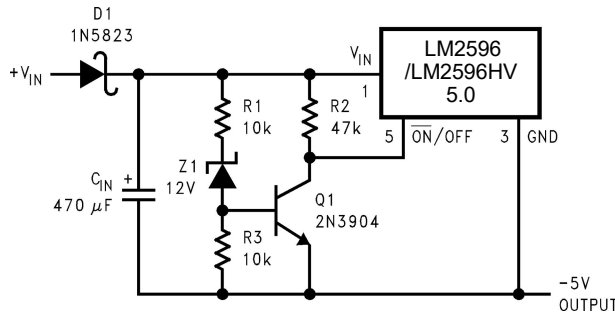 D1
1N5823
+VIN
VIN
1
LM2596
/LM2596HV
5.0
R1
10k
R2
47k
5
ON/OFF
3
GND
Z1
12V
CIN
+
470 µF
Q1
2N3904
R3
10k
–5V
OUTPUT